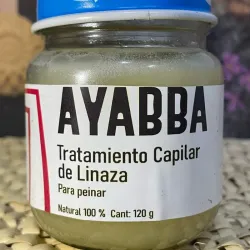 AYABBA
Tratamiento Capilar
de Linaza
Para peinar
Natural 100 % Cant: 120 g